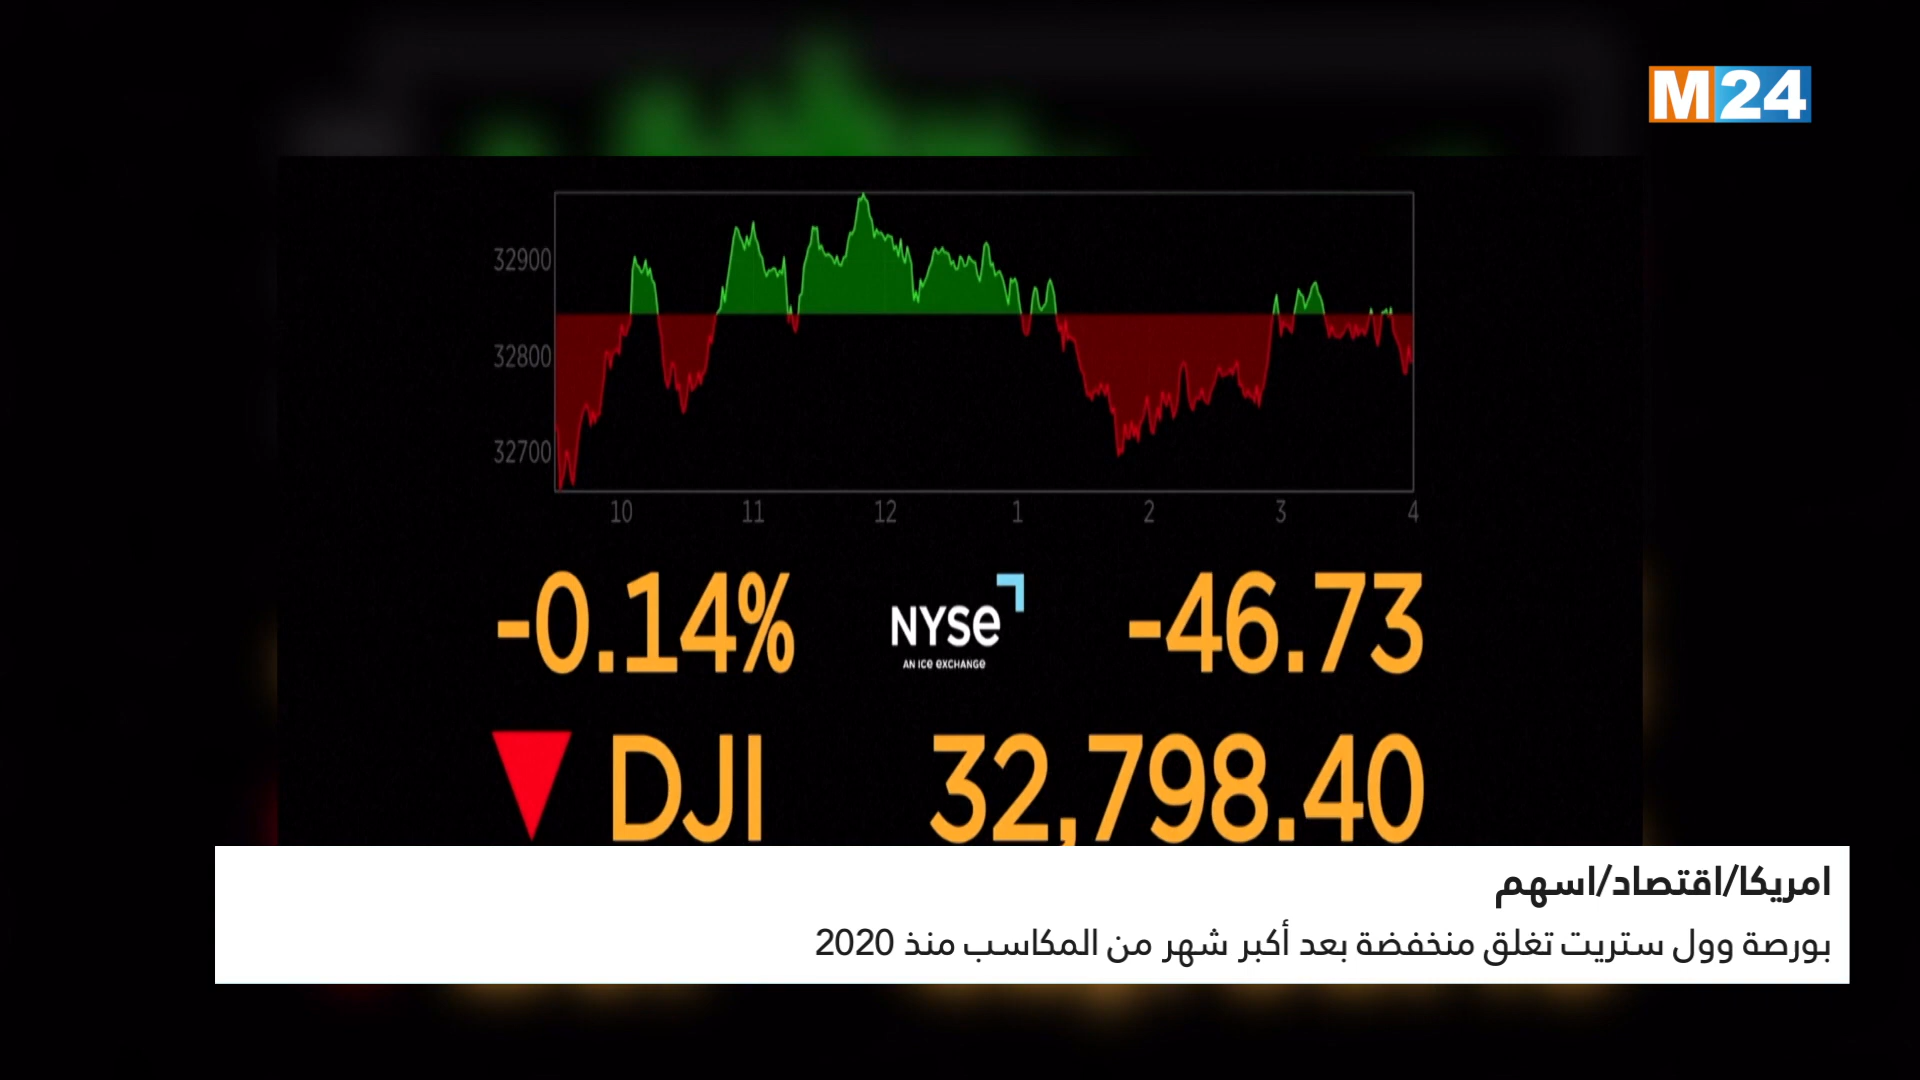 M24
32900
32800
32700
10 11 12 1 2 3 4
-0.14% NYSE -46.73
AN ICE EXCHANGE
DJI 32,798.40
امريكا/اقتصاد/اسهم
بورصة وول ستريت تغلق منخفضة بعد أكبر شهر من المكاسب منذ 2020